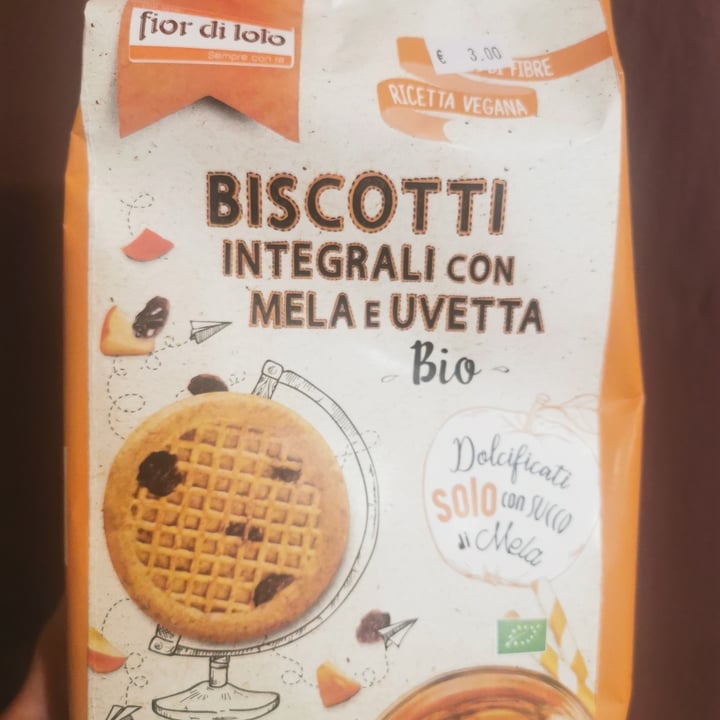 fior di loto
Sempre con te
€ 3.00
DI FIBRE
RICETTA VEGANA
BISCOTTI
INTEGRALI CON
MELA E UVETTA
Bio
Dolcificati
solo con succo
di Mela